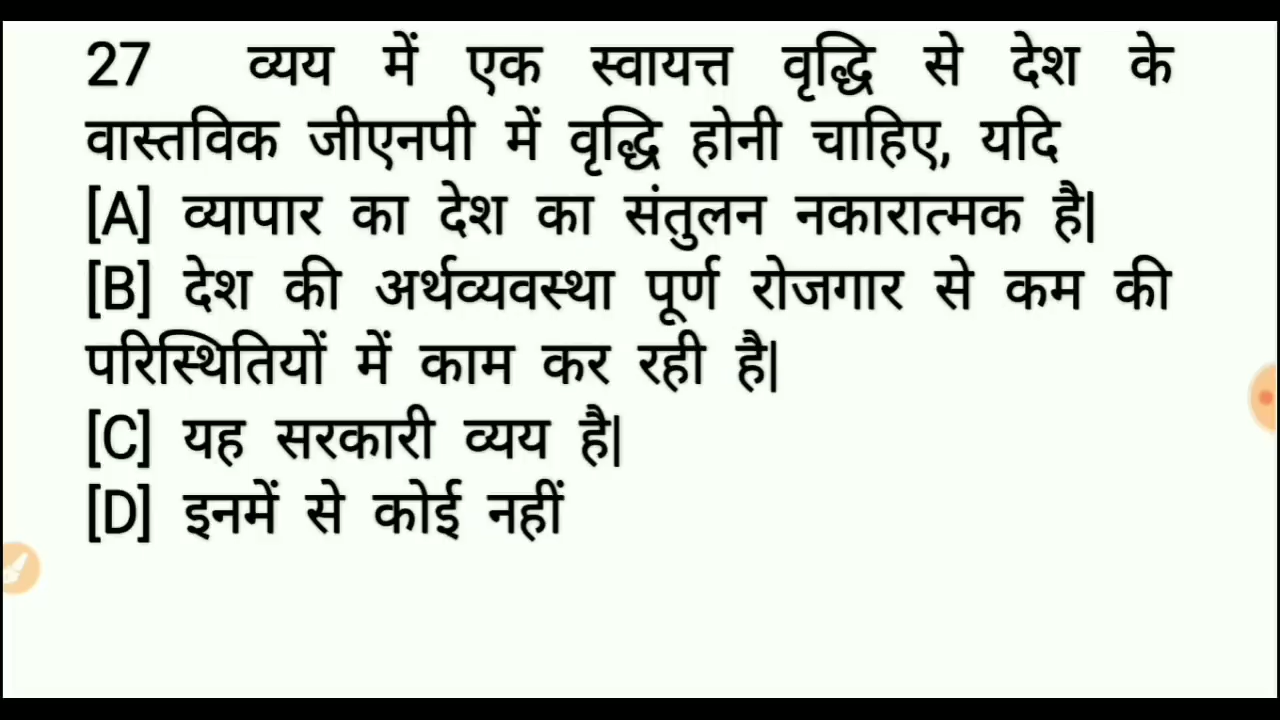 27 व्यय में एक स्वायत्त वृद्धि से देश के
वास्तविक जीएनपी में वृद्धि होनी चाहिए, यदि
[A] व्यापार का देश का संतुलन नकारात्मक है|
[B] देश की अर्थव्यवस्था पूर्ण रोजगार से कम की
परिस्थितियों में काम कर रही है|
[C] यह सरकारी व्यय है|
[D] इनमें से कोई नहीं